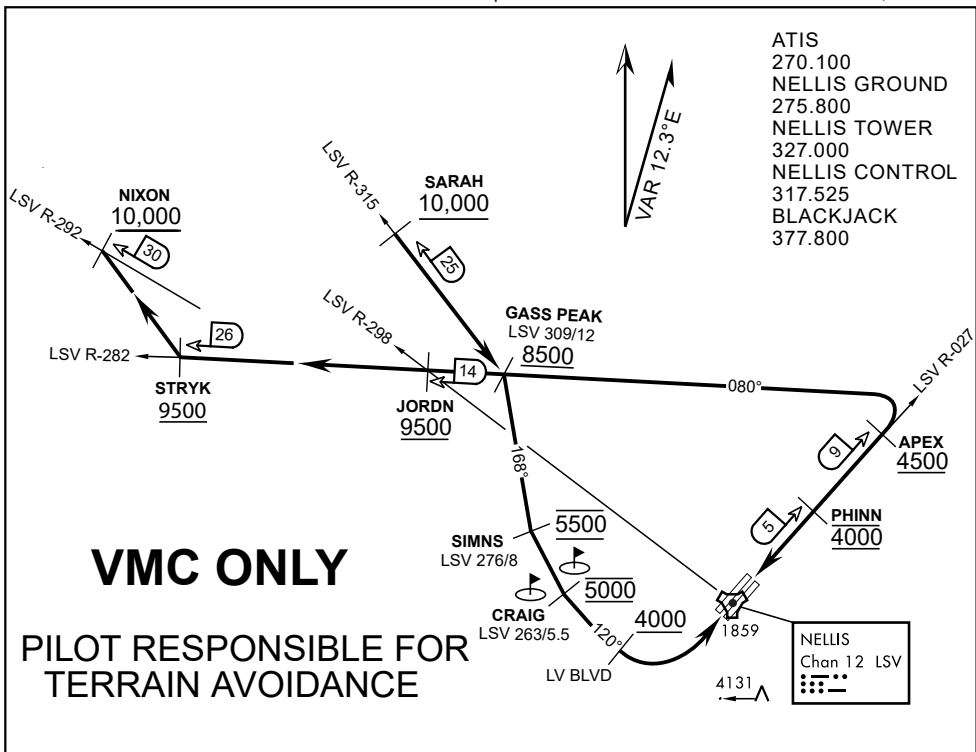 ATIS
270.100
NELLIS GROUND
275.800
NELLIS TOWER
327.000
NELLIS CONTROL
317.525
BLACKJACK
377.800
VAR 12.3°E
LSV R-315
SARAH
10,000
25
NIXON
10,000
LSV R-292
30
LSV R-298
GASS PEAK
LSV 309/12
8500
LSV R-027
26
LSV R-282
14
080°
STRYK
9500
JORDN
9500
APEX
4500
9
168°
PHINN
4000
5
5500
SIMNS
LSV 276/8
5000
CRAIG
LSV 263/5.5
120°
4000
LV BLVD
1859
4131
NELLIS
Chan 12 LSV
VMC ONLY
PILOT RESPONSIBLE FOR
TERRAIN AVOIDANCE